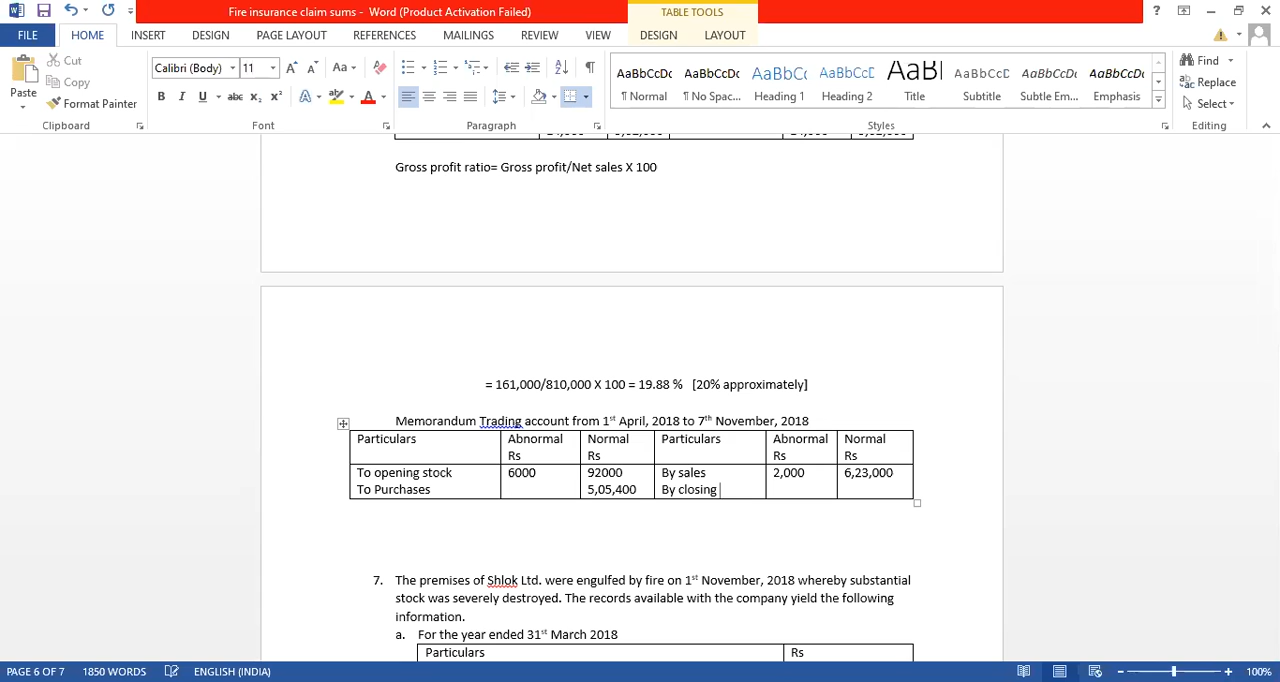 Fire insurance claim sums - Word (Product Activation Failed)
TABLE TOOLS
?
FILE HOME INSERT DESIGN PAGE LAYOUT REFERENCES MAILINGS REVIEW VIEW DESIGN LAYOUT
Paste
Cut
Copy
Format Painter
Clipboard
Calibri (Body) 11
Aa
B I U abc X₂ X² A ab A
Font
Paragraph
AaBbCcDc AaBbCcDc AaBbCc AaBbCcD AaBl AaBbCcD AaBbCcDc AaBbCcDc
¶ Normal ¶ No Spac... Heading 1 Heading 2 Title Subtitle Subtle Em... Emphasis
Styles
Find
Replace
Select
Editing
Gross profit ratio= Gross profit/Net sales X 100
= 161,000/810,000 X 100 = 19.88 % [20% approximately]
Memorandum Trading account from 1st April, 2018 to 7th November, 2018
Particulars Abnormal Normal Particulars Abnormal Normal
Rs Rs Rs Rs
To opening stock 6000 92000 By sales 2,000 6,23,000
To Purchases 5,05,400 By closing
7. The premises of Shlok Ltd. were engulfed by fire on 1st November, 2018 whereby substantial
stock was severely destroyed. The records available with the company yield the following
information.
a. For the year ended 31st March 2018
Particulars Rs
PAGE 6 OF 7 1850 WORDS ENGLISH (INDIA) 100%